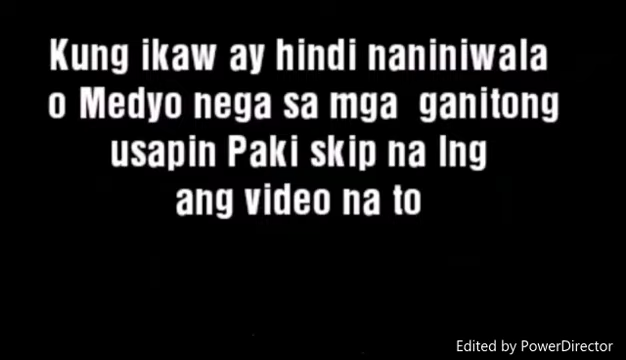 Kung ikaw ay hindi naniniwala
o Medyo nega sa mga ganitong
usapin Paki skip na lng
ang video na to
Edited by PowerDirector